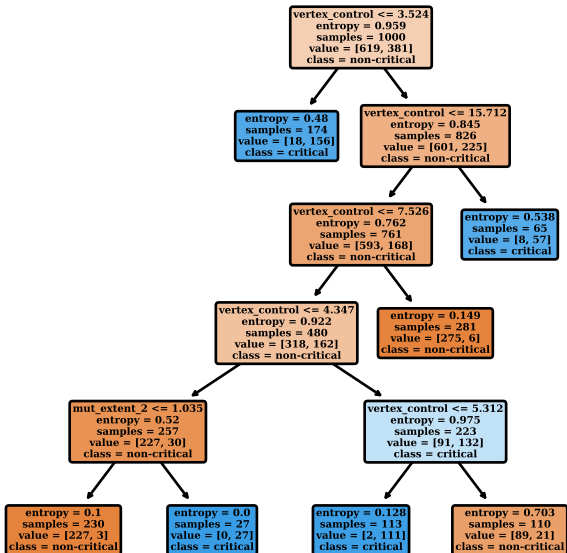 vertex_control <= 3.524
entropy = 0.959
samples = 1000
value = [619, 381]
class = non-critical
entropy = 0.48
samples = 174
value = [18, 156]
class = critical
vertex_control <= 15.712
entropy = 0.845
samples = 826
value = [601, 225]
class = non-critical
vertex_control <= 7.526
entropy = 0.762
samples = 761
value = [593, 168]
class = non-critical
entropy = 0.538
samples = 65
value = [8, 57]
class = critical
vertex_control <= 4.347
entropy = 0.922
samples = 480
value = [318, 162]
class = non-critical
entropy = 0.149
samples = 281
value = [275, 6]
class = non-critical
mut_extent_2 <= 1.035
entropy = 0.52
samples = 257
value = [227, 30]
class = non-critical
vertex_control <= 5.312
entropy = 0.975
samples = 223
value = [91, 132]
class = critical
entropy = 0.1
samples = 230
value = [227, 3]
class = non-critical
entropy = 0.0
samples = 27
value = [0, 27]
class = critical
entropy = 0.128
samples = 113
value = [2, 111]
class = critical
entropy = 0.703
samples = 110
value = [89, 21]
class = non-critical